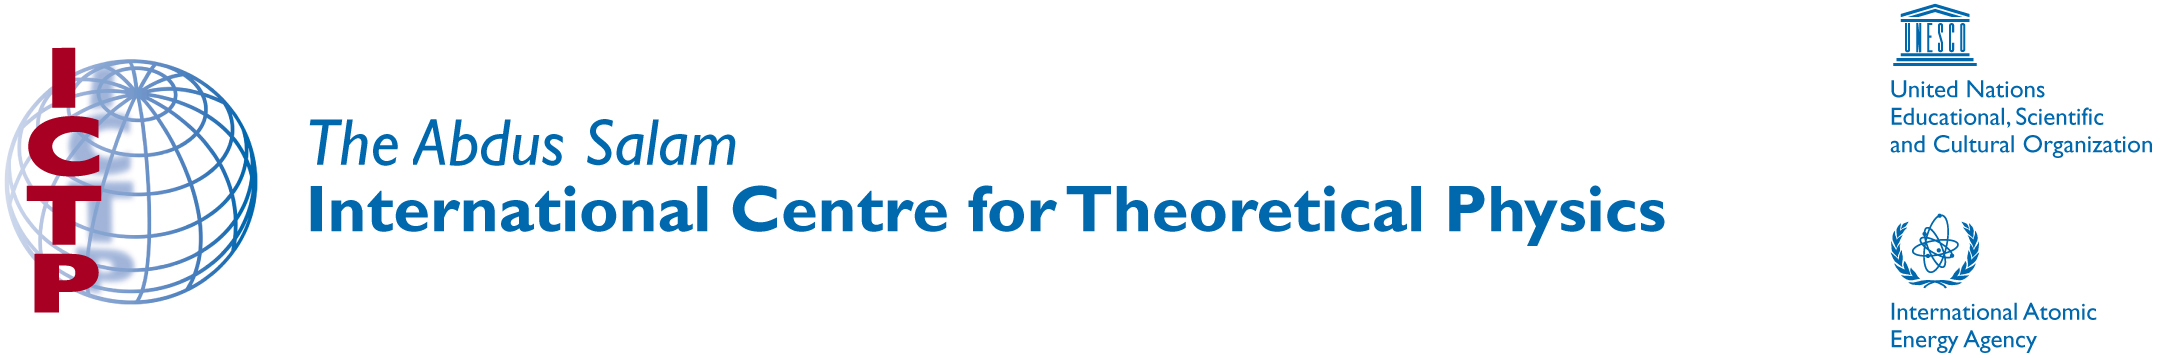 I
C
T
P
The Abdus Salam
International Centre for Theoretical Physics
UNESCO
United Nations
Educational, Scientific
and Cultural Organization
International Atomic
Energy Agency